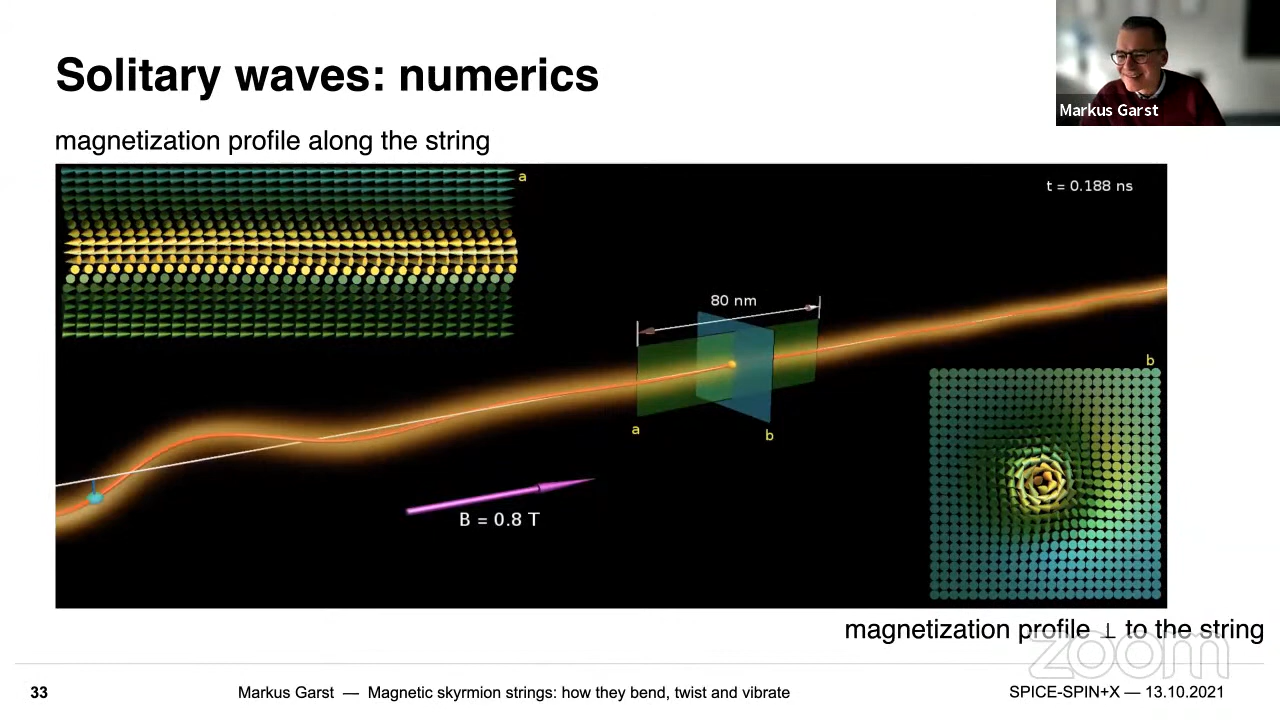 Solitary waves: numerics
Markus Garst
magnetization profile along the string
a
t = 0.188 ns
80 nm
b
a
b
B = 0.8 T
magnetization profile ⊥ to the string
zoom
33
Markus Garst — Magnetic skyrmion strings: how they bend, twist and vibrate
SPICE-SPIN+X — 13.10.2021